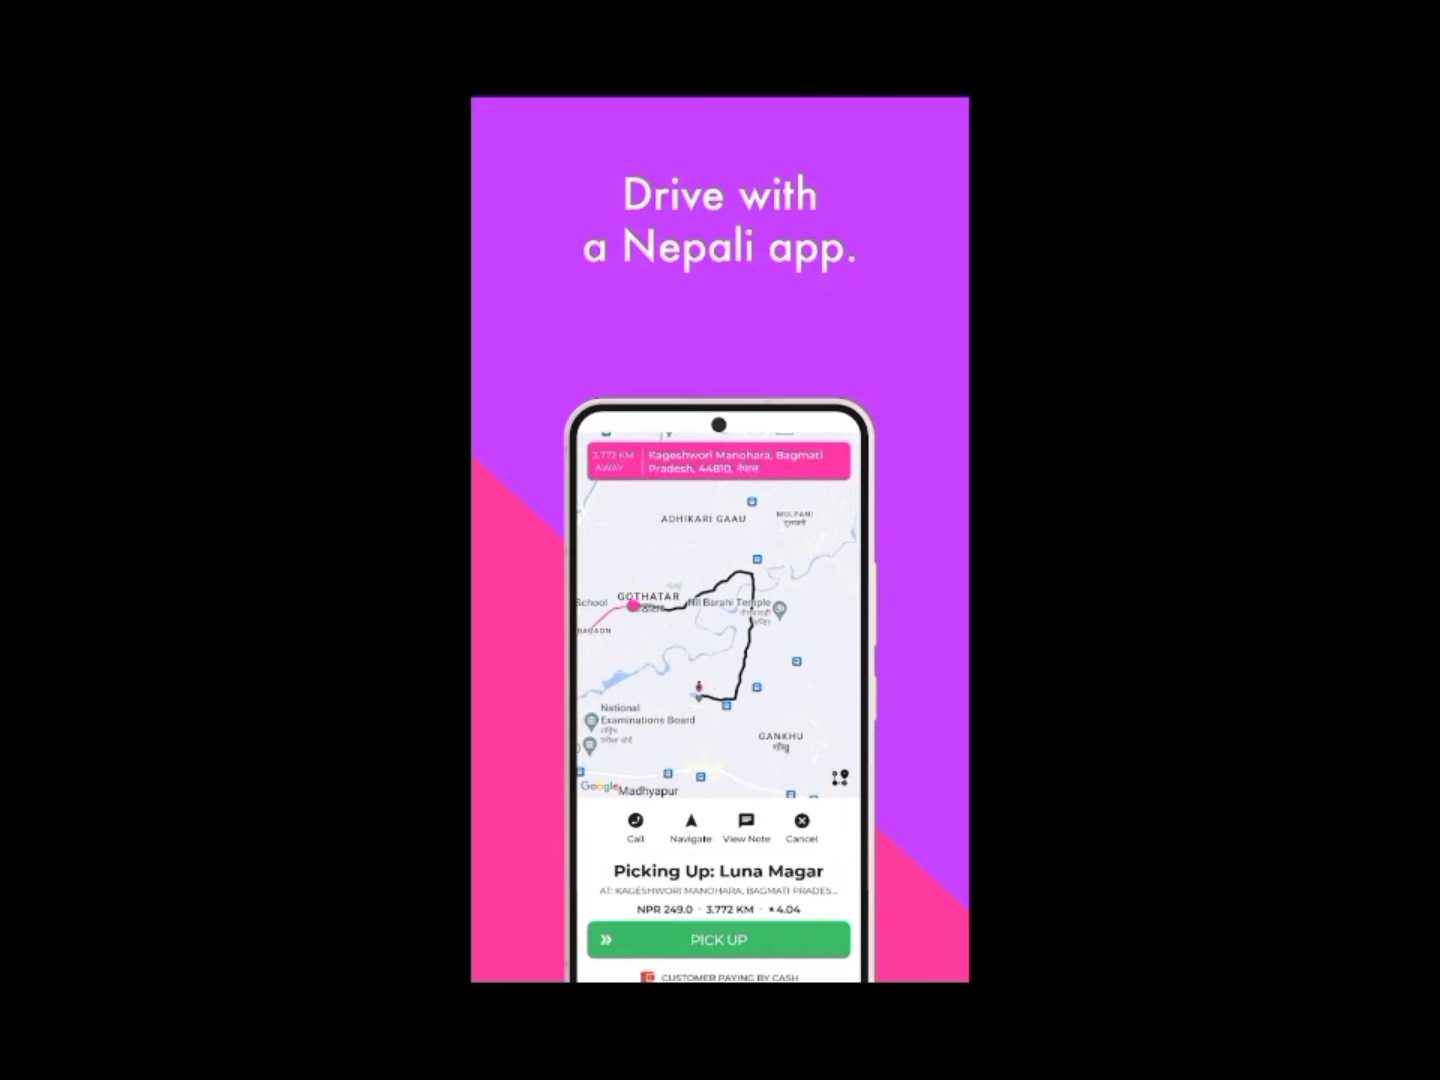 Drive with
a Nepali app.
3.772 KM
AWAY
Kageshwori Manohara, Bagmati
Pradesh, 44810, नेपाल
ADHIKARI GAAU
MULPANI
GOTHATAR
School
Nil Barahi Temple
BAGAON
National
Examinations Board
GANKHU
Google
Madhyapur
Call
Navigate
View Note
Cancel
Picking Up: Luna Magar
AT: KAGESHWORI MANOHARA, BAGMATI PRADES...
NPR 249.0 · 3.772 KM · ★4.04
» PICK UP
CUSTOMER PAYING BY CASH